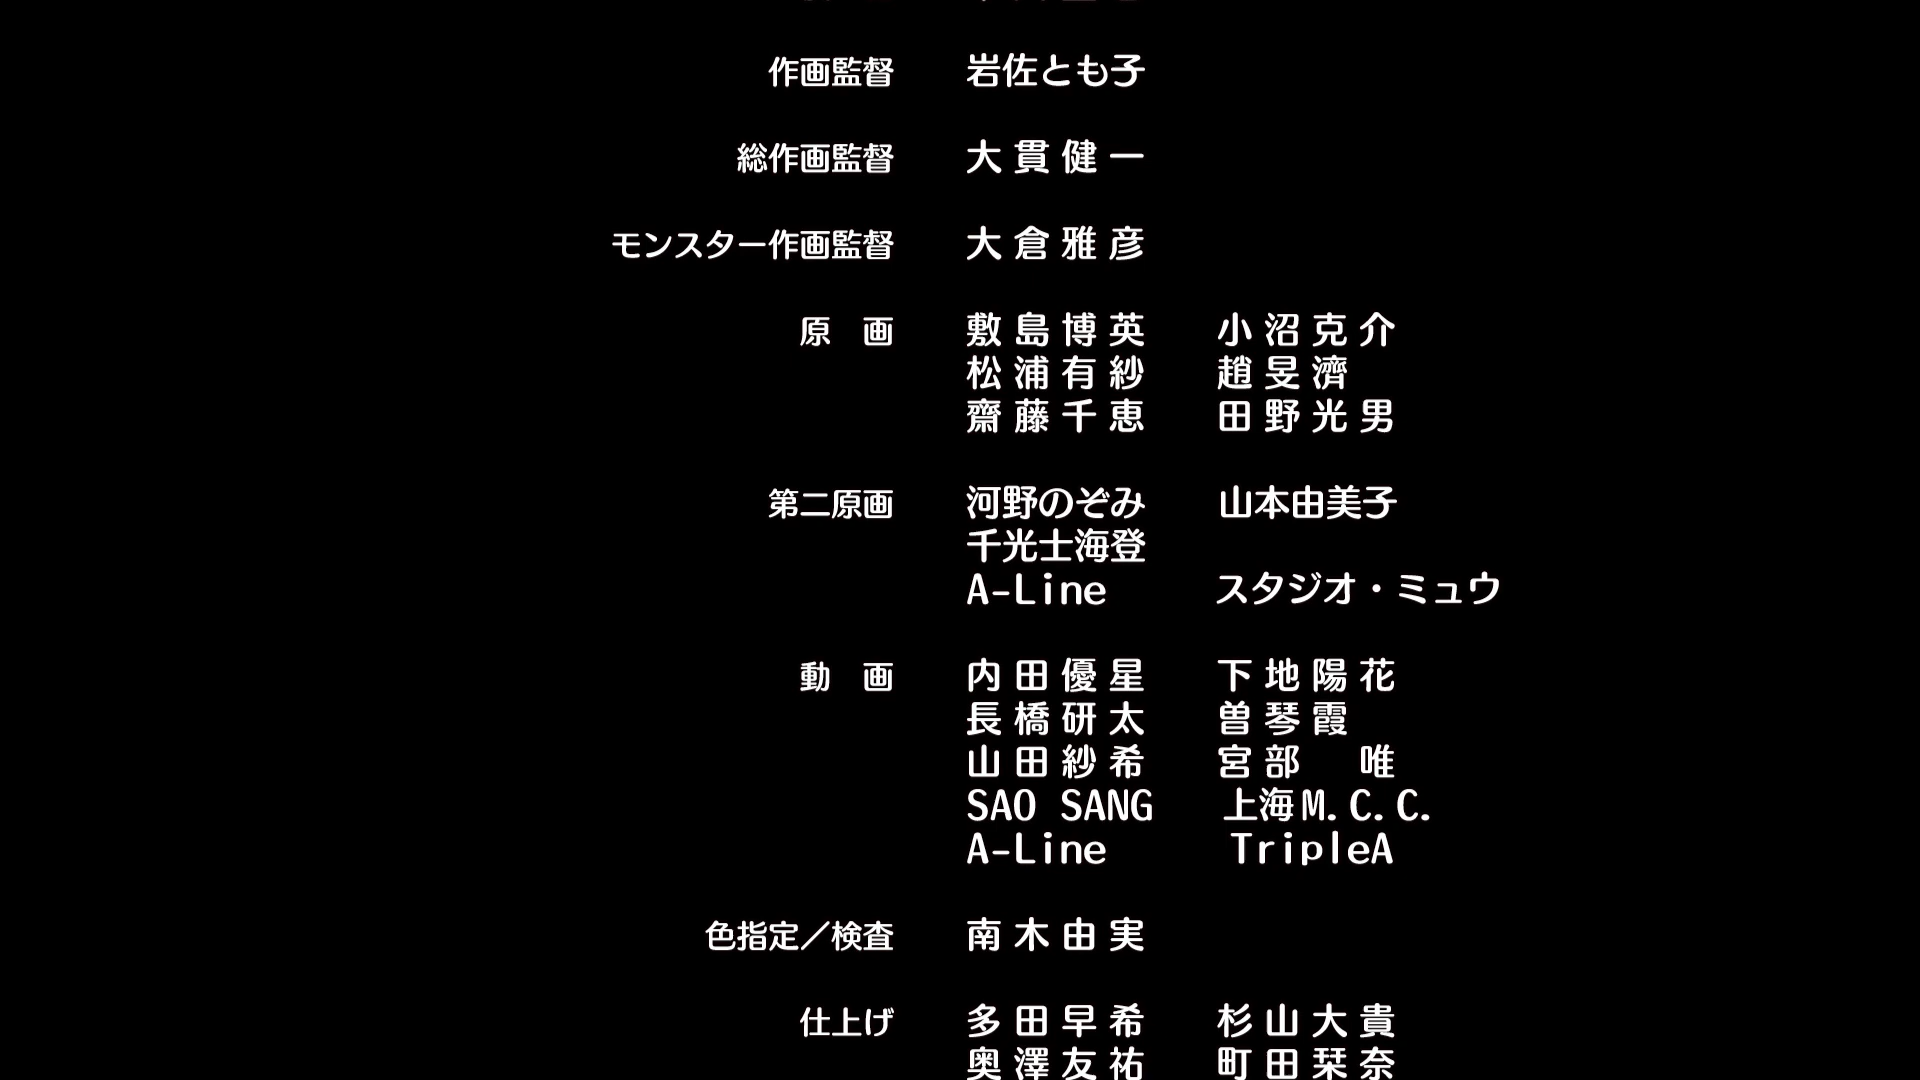 作画監督 岩佐とも子
総作画監督 大貫健一
モンスター作画監督 大倉雅彦
原 画 敷島博英 小沼克介
松浦有紗 趙旻濟
齋藤千恵 田野光男
第二原画 河野のぞみ 山本由美子
千光士海登
A-Line スタジオ・ミュウ
動 画 内田優星 下地陽花
長橋研太 曽琴霞
山田紗希 宮部 唯
SAO SANG 上海M.C.C.
A-Line TripleA
色指定／検査 南木由実
仕上げ 多田早希 杉山大貴
奥澤友祐 町田栞奈